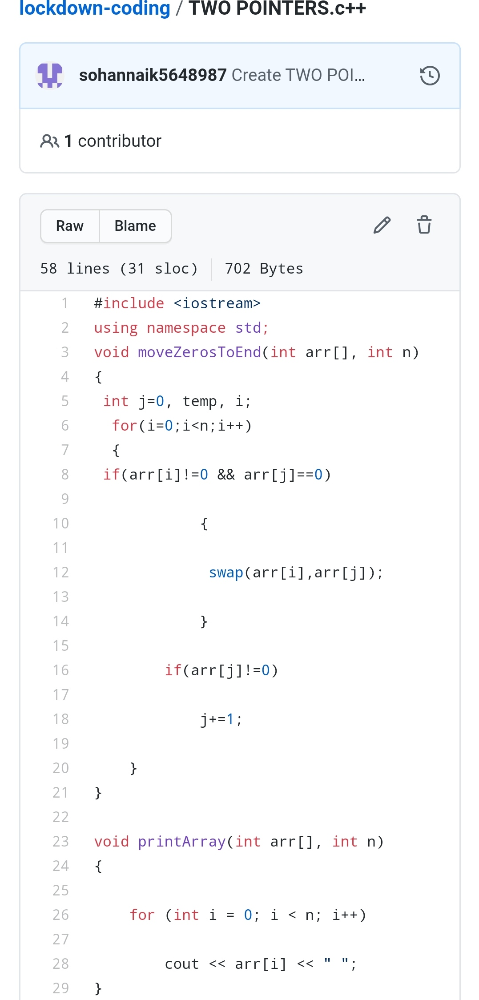 lockdown-coding / TWO POINTERS.c++
sohannaik5648987 Create TWO POI...
1 contributor
Raw Blame
58 lines (31 sloc) 702 Bytes
1 #include <iostream>
2 using namespace std;
3 void moveZerosToEnd(int arr[], int n)
4 {
5  int j=0, temp, i;
6   for(i=0;i<n;i++)
7   {
8  if(arr[i]!=0 && arr[j]==0)
9
10             {
11
12              swap(arr[i],arr[j]);
13
14             }
15
16         if(arr[j]!=0)
17
18             j+=1;
19
20     }
21 }
22
23 void printArray(int arr[], int n)
24 {
25
26     for (int i = 0; i < n; i++)
27
28         cout << arr[i] << " ";
29 }